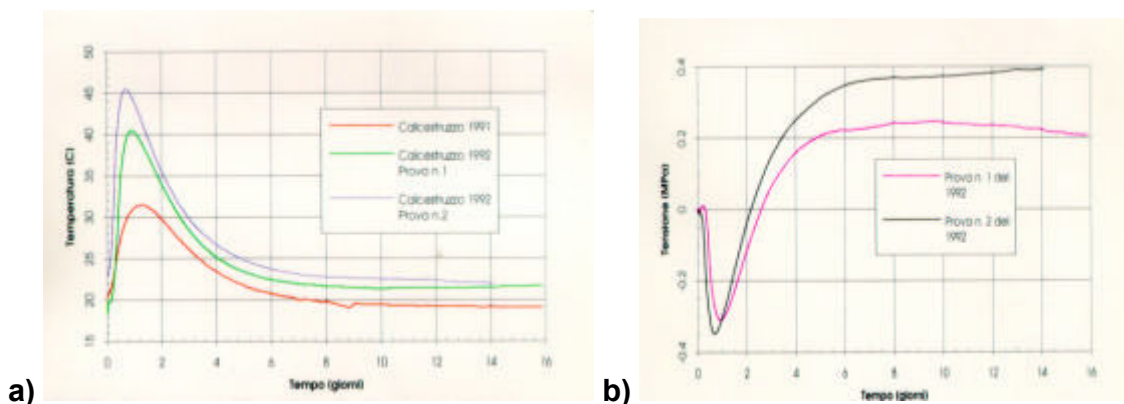 50
45
40
35
30
25
20
15
Temperatura (C)
Calcestruzzo 1991
Calcestruzzo 1992
Prova n. 1
Calcestruzzo 1992
Prova n.2
0 2 4 6 8 10 12 14 16
Tempo (giorni)
a)
0.4
0.2
0
-0.2
-0.4
Tensione (MPa)
Prova n. 1 del
1992
Prova n. 2 del
1992
0 2 4 6 8 10 12 14 16
Tempo (giorni)
b)